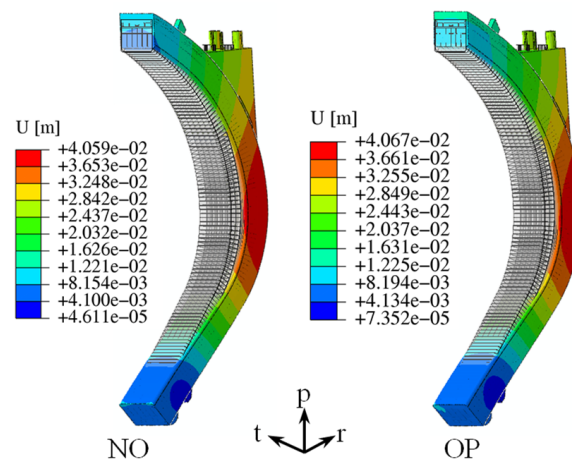 U [m]
+4.059e−02
+3.653e−02
+3.248e−02
+2.842e−02
+2.437e−02
+2.032e−02
+1.626e−02
+1.221e−02
+8.154e−03
+4.100e−03
+4.611e−05
NO
U [m]
+4.067e−02
+3.661e−02
+3.255e−02
+2.849e−02
+2.443e−02
+2.037e−02
+1.631e−02
+1.225e−02
+8.194e−03
+4.134e−03
+7.352e−05
OP
p
t
r